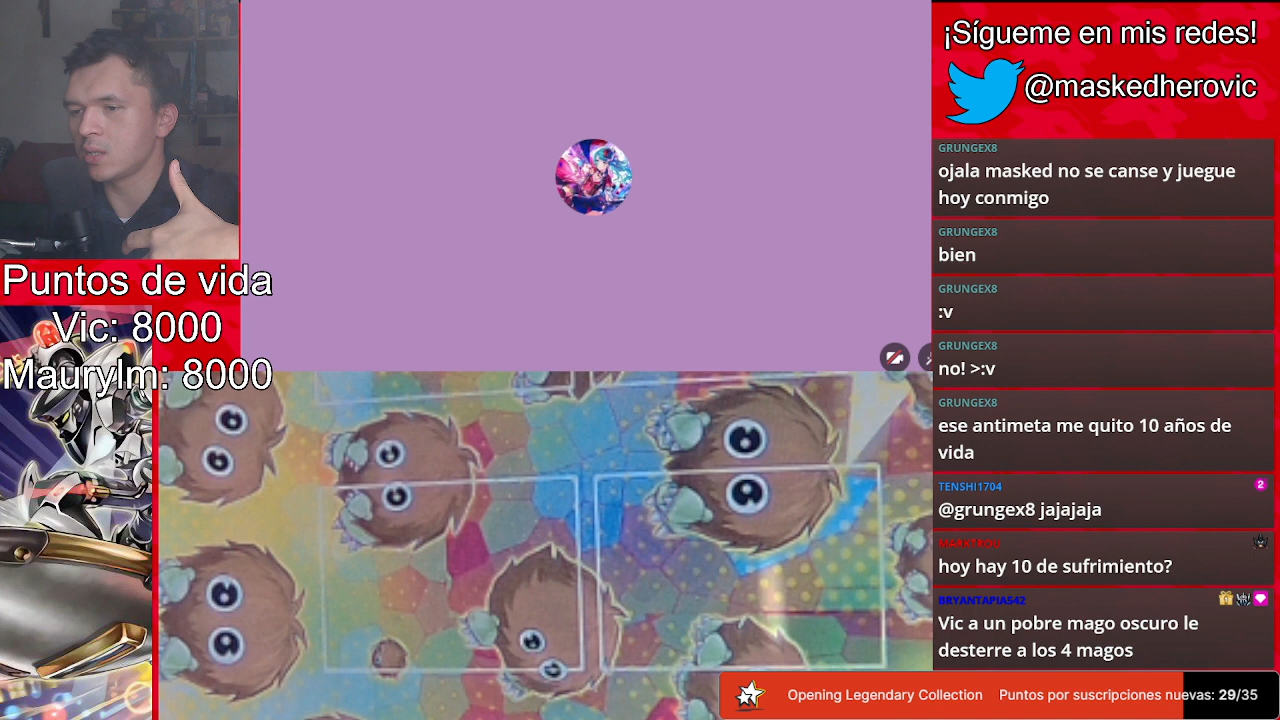 ¡Sígueme en mis redes!
@maskedherovic
Puntos de vida
Vic: 8000
Maurylm: 8000
GRUNGEX8
ojala masked no se canse y juegue
hoy conmigo
GRUNGEX8
bien
GRUNGEX8
:v
GRUNGEX8
no! >:v
GRUNGEX8
ese antimeta me quito 10 años de
vida
TENSHI1704
2
@grungex8 jajajaja
MARKTROU
hoy hay 10 de sufrimiento?
BRYANTAPIA542
Vic a un pobre mago oscuro le
desterre a los 4 magos
Opening Legendary Collection
Puntos por suscripciones nuevas: 29/35